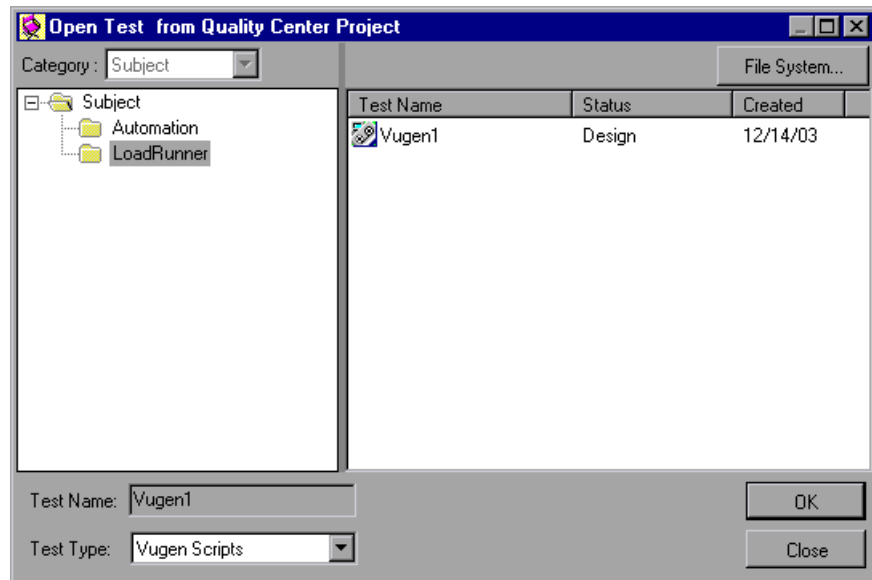 Open Test from Quality Center Project
Category : Subject
File System...
Subject
Automation
LoadRunner
Test Name Status Created
Vugen1 Design 12/14/03
Test Name: Vugen1
OK
Test Type: Vugen Scripts
Close